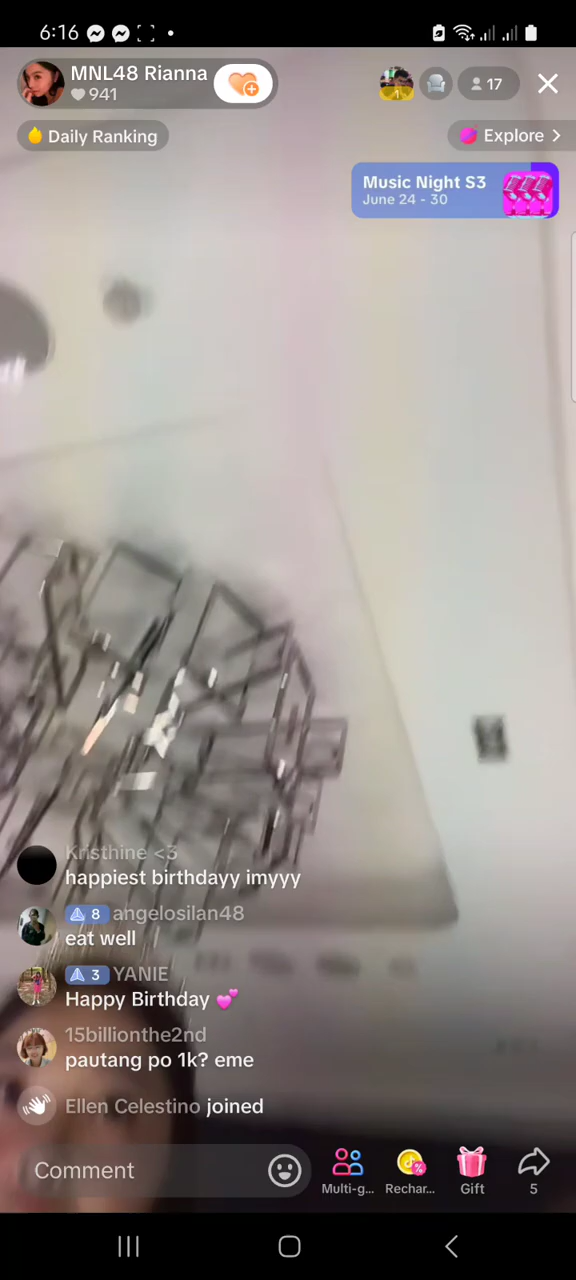 6:16
MNL48 Rianna
941
1
17
Daily Ranking
Explore
Music Night S3
June 24 - 30
Kristhine <3
happiest birthdayy imyyy
8 angelosilan48
eat well
3 YANIE
Happy Birthday 💕
15billionthe2nd
pautang po 1k? eme
Ellen Celestino joined
Comment
Multi-g...
Rechar...
Gift
5